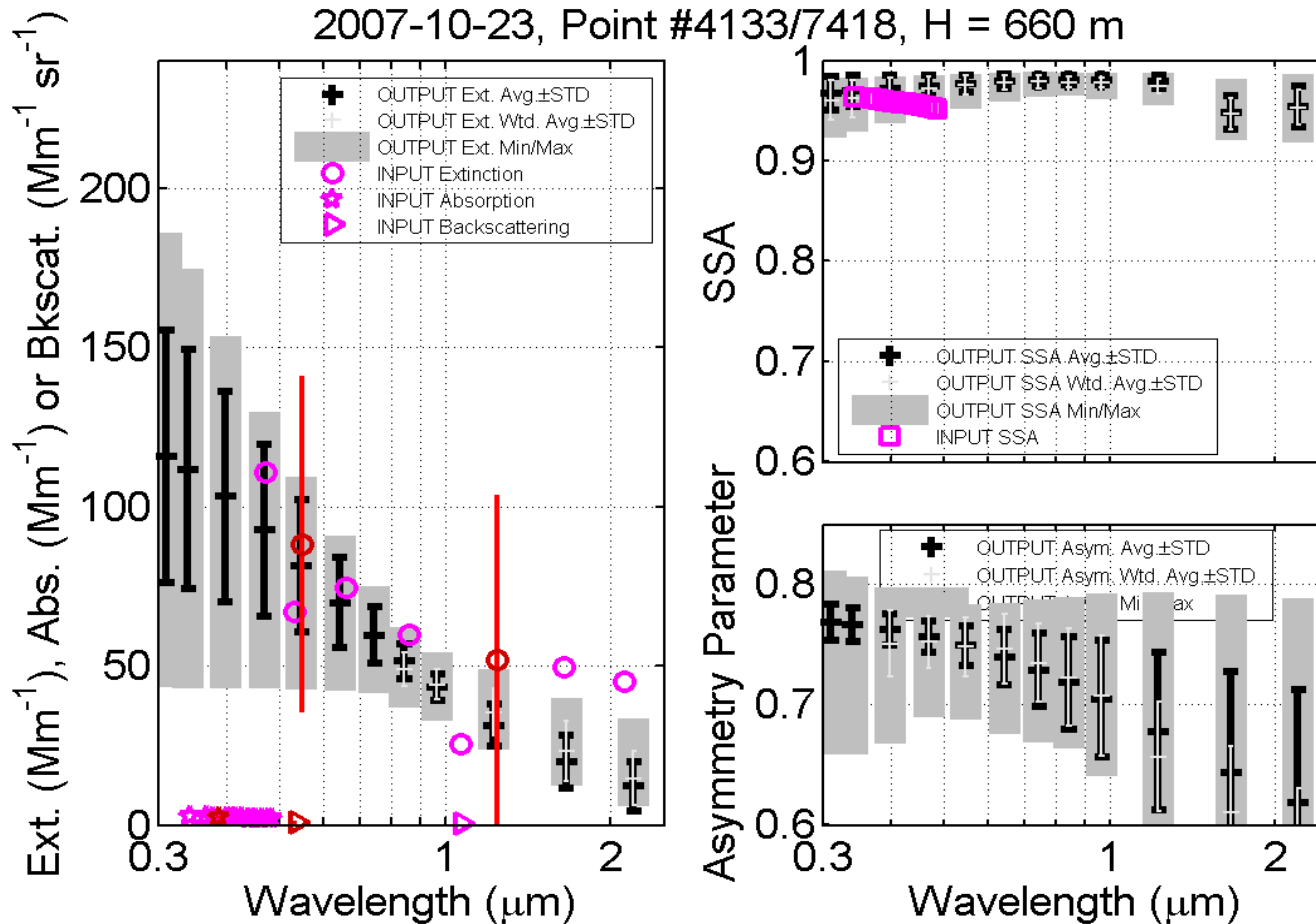 2007-10-23, Point #4133/7418, H = 660 m
Ext. (Mm⁻¹), Abs. (Mm⁻¹) or Bkscat. (Mm⁻¹ sr⁻¹)
200
150
100
50
0
OUTPUT Ext. Avg.±STD
OUTPUT Ext. Wtd. Avg.±STD
OUTPUT Ext. Min/Max
INPUT Extinction
INPUT Absorption
INPUT Backscattering
0.3
1
2
Wavelength (μm)
SSA
1
0.9
0.8
0.7
0.6
OUTPUT SSA Avg.±STD
OUTPUT SSA Wtd. Avg.±STD
OUTPUT SSA Min/Max
INPUT SSA
Asymmetry Parameter
0.8
0.7
0.6
OUTPUT Asym. Avg.±STD
OUTPUT Asym. Wtd. Avg.±STD
0.3
1
2
Wavelength (μm)